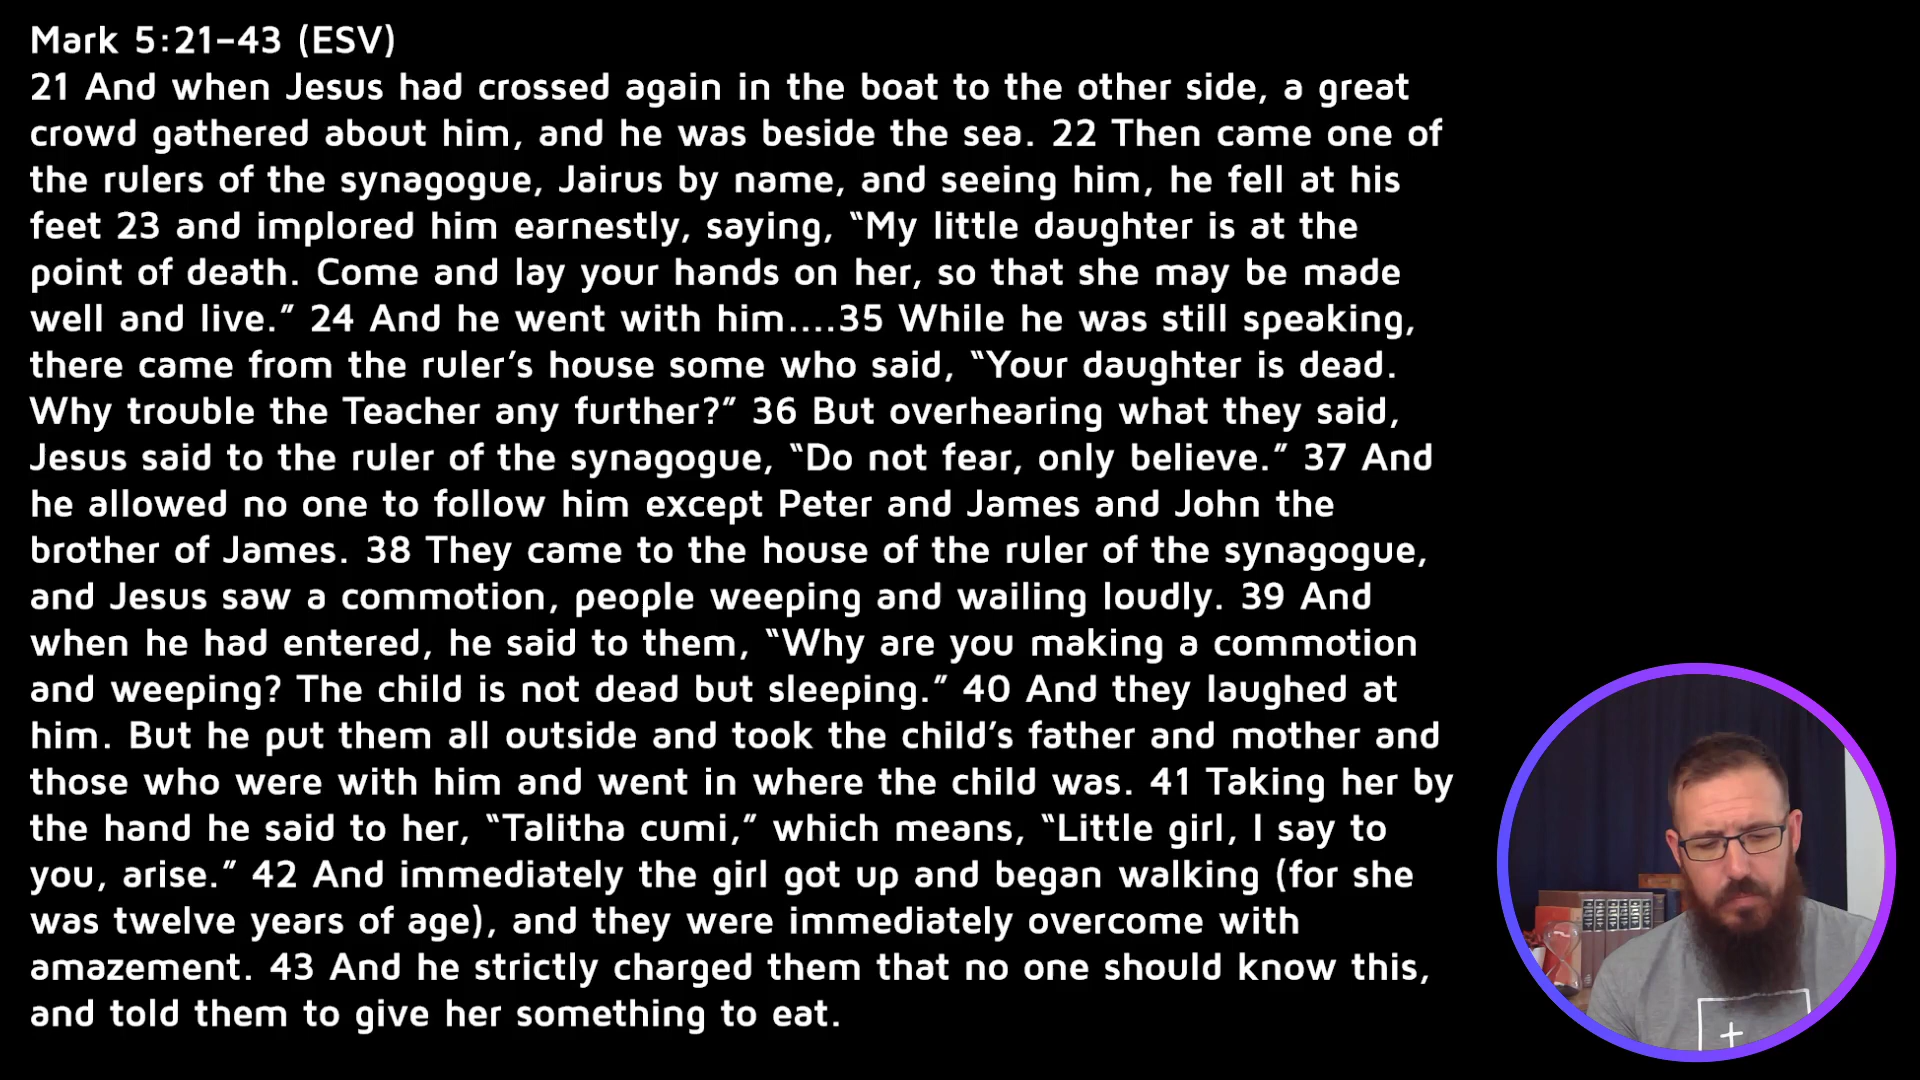 Mark 5:21–43 (ESV)
21 And when Jesus had crossed again in the boat to the other side, a great
crowd gathered about him, and he was beside the sea. 22 Then came one of
the rulers of the synagogue, Jairus by name, and seeing him, he fell at his
feet 23 and implored him earnestly, saying, “My little daughter is at the
point of death. Come and lay your hands on her, so that she may be made
well and live.” 24 And he went with him....35 While he was still speaking,
there came from the ruler’s house some who said, “Your daughter is dead.
Why trouble the Teacher any further?” 36 But overhearing what they said,
Jesus said to the ruler of the synagogue, “Do not fear, only believe.” 37 And
he allowed no one to follow him except Peter and James and John the
brother of James. 38 They came to the house of the ruler of the synagogue,
and Jesus saw a commotion, people weeping and wailing loudly. 39 And
when he had entered, he said to them, “Why are you making a commotion
and weeping? The child is not dead but sleeping.” 40 And they laughed at
him. But he put them all outside and took the child’s father and mother and
those who were with him and went in where the child was. 41 Taking her by
the hand he said to her, “Talitha cumi,” which means, “Little girl, I say to
you, arise.” 42 And immediately the girl got up and began walking (for she
was twelve years of age), and they were immediately overcome with
amazement. 43 And he strictly charged them that no one should know this,
and told them to give her something to eat.